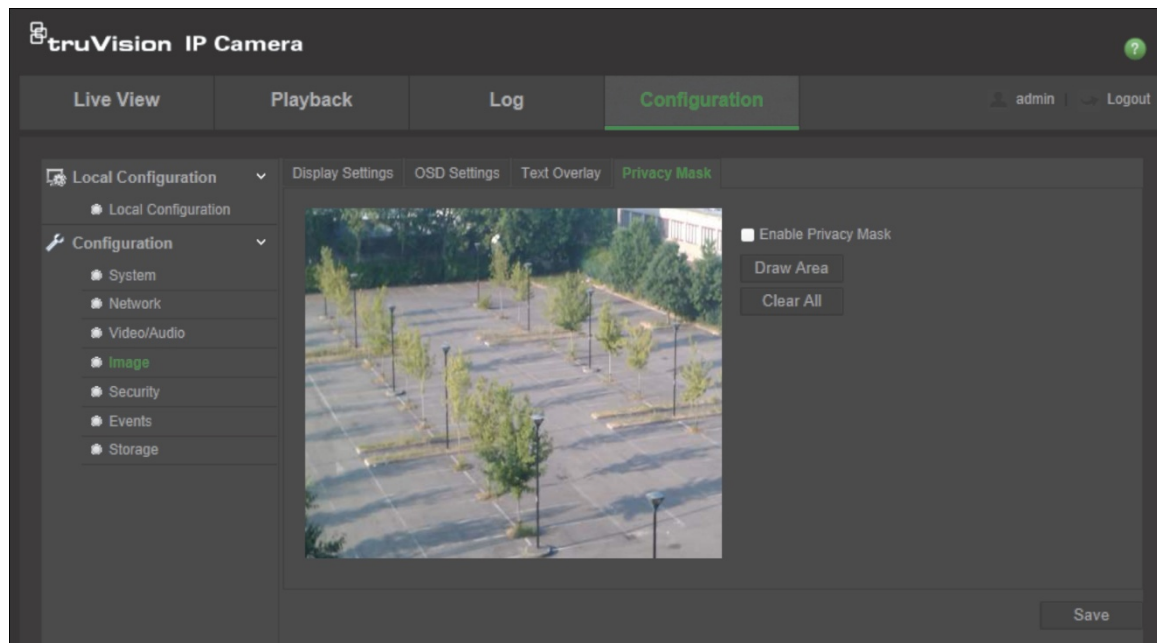 truVision IP Camera
?
Live View Playback Log Configuration admin | Logout
Local Configuration
Local Configuration
Configuration
System
Network
Video/Audio
Image
Security
Events
Storage
Display Settings OSD Settings Text Overlay Privacy Mask
Enable Privacy Mask
Draw Area
Clear All
Save